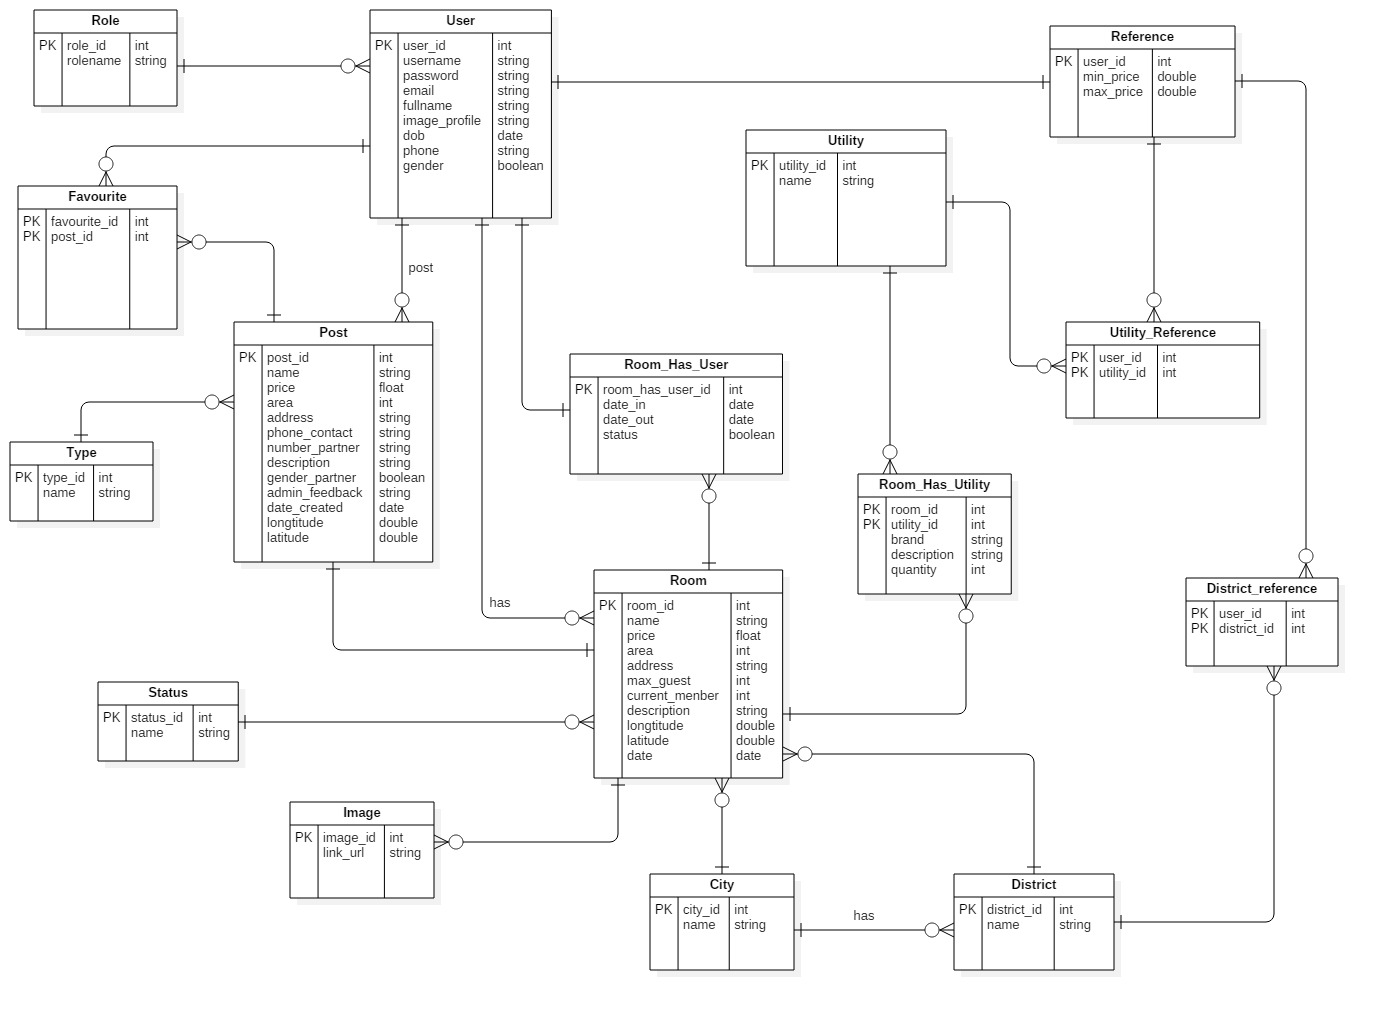 Role
PK role_id int
rolename string
User
PK user_id int
username string
password string
email string
fullname string
image_profile string
dob date
phone string
gender boolean
Reference
PK user_id int
min_price double
max_price double
Utility
PK utility_id int
name string
Favourite
PK favourite_id int
PK post_id int
post
Post
PK post_id int
name string
price float
area int
address string
phone_contact string
number_partner string
description string
gender_partner boolean
admin_feedback string
date_created date
longtitude double
latitude double
Utility_Reference
PK user_id int
PK utility_id int
Room_Has_User
PK room_has_user_id int
date_in date
date_out date
status boolean
Type
PK type_id int
name string
Room_Has_Utility
PK room_id int
PK utility_id int
brand string
description string
quantity int
has
Room
PK room_id int
name string
price float
area int
address string
max_guest int
current_menber int
description string
longtitude double
latitude double
date date
District_reference
PK user_id int
PK district_id int
Status
PK status_id int
name string
Image
PK image_id int
link_url string
City
PK city_id int
name string
has
District
PK district_id int
name string